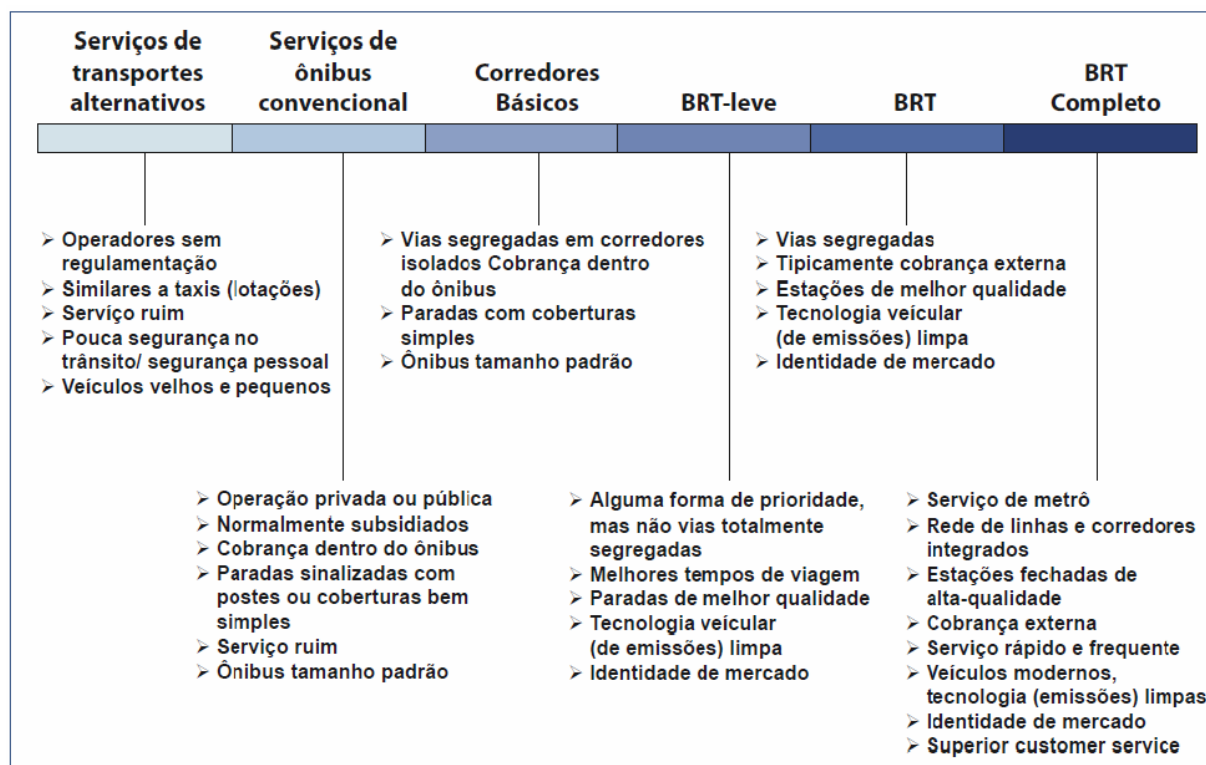 Serviços de
transportes
alternativos
Serviços de
ônibus
convencional
Corredores
Básicos
BRT-leve
BRT
BRT
Completo
➢ Operadores sem
regulamentação
➢ Similares a taxis (lotações)
➢ Servíço ruim
➢ Pouca segurança no
trânsito/ segurança pessoal
➢ Veículos velhos e pequenos
➢ Vias segregadas em corredores
isolados Cobrança dentro
do ônibus
➢ Paradas com coberturas
simples
➢ Ônibus tamanho padrão
➢ Vias segregadas
➢ Tipicamente cobrança externa
➢ Estações de melhor qualidade
➢ Tecnologia veícular
(de emissões) limpa
➢ Identidade de mercado
➢ Operação privada ou pública
➢ Normalmente subsidiados
➢ Cobrança dentro do ônibus
➢ Paradas sinalizadas com
postes ou coberturas bem
simples
➢ Serviço ruim
➢ Ônibus tamanho padrão
➢ Alguma forma de prioridade,
mas não vias totalmente
segregadas
➢ Melhores tempos de viagem
➢ Paradas de melhor qualidade
➢ Tecnologia veícular
(de emissões) limpa
➢ Identidade de mercado
➢ Serviço de metrô
➢ Rede de linhas e corredores
integrados
➢ Estações fechadas de
alta-qualidade
➢ Cobrança externa
➢ Serviço rápido e frequente
➢ Veículos modernos,
tecnologia (emissões) limpas
➢ Identidade de mercado
➢ Superior customer service